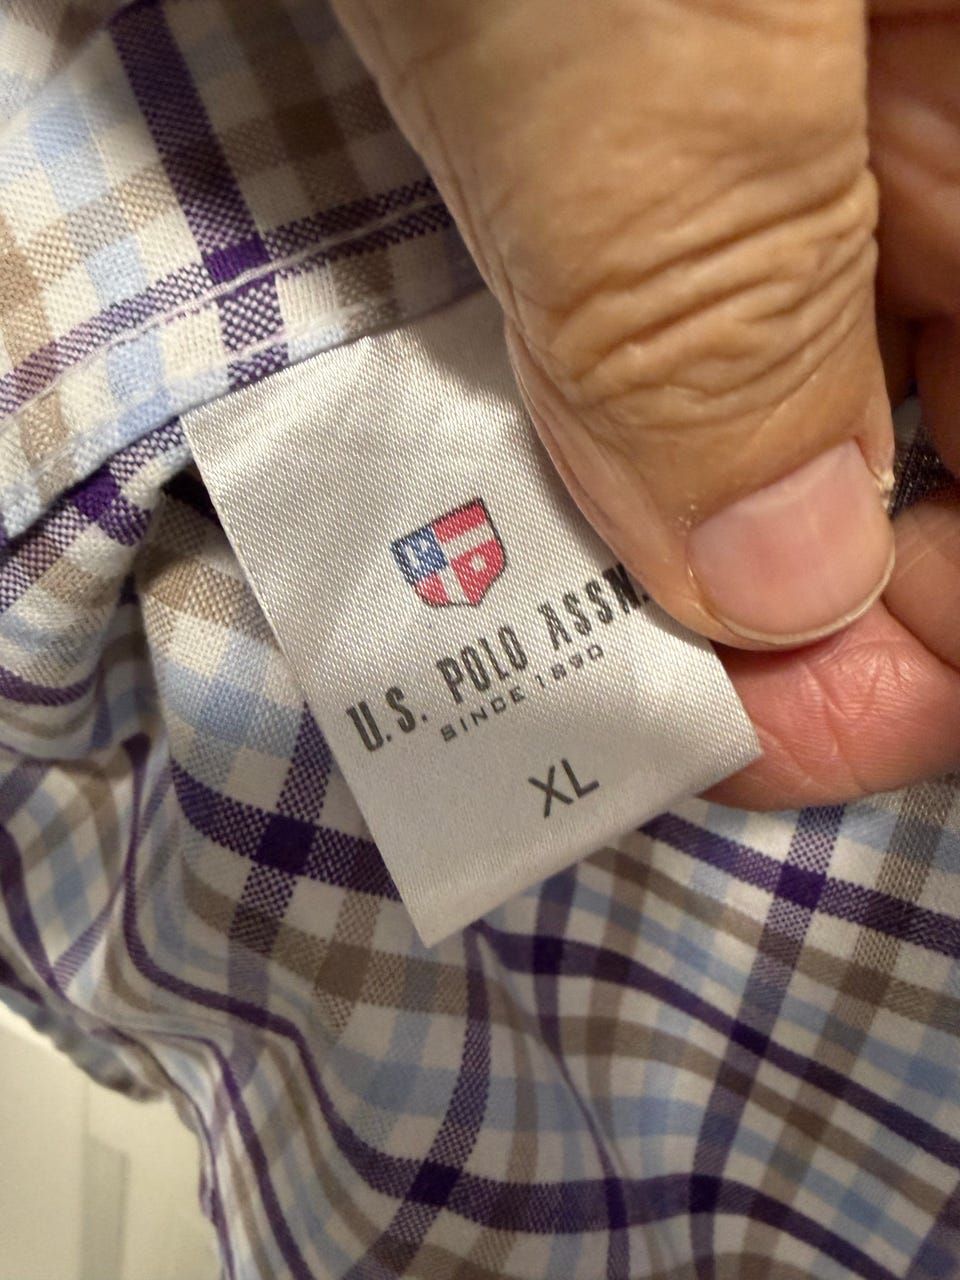 U.S. POLO ASSN.
SINCE 1890
XL